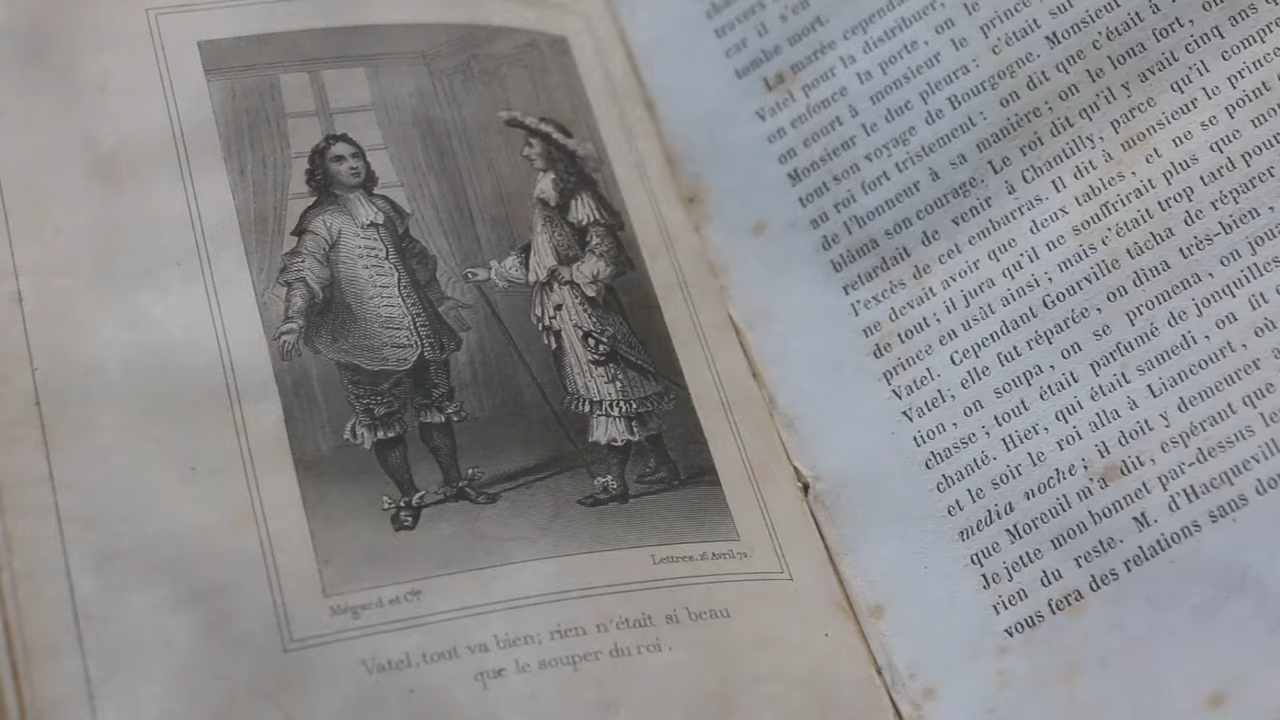 Mégard et Cie
Lettres, 16 Avril 72.
Vatel, tout va bien; rien n'était si beau
que le souper du roi.
travers
car il s'en
tombe mort.
La marée cependant
Vatel pour la distribuer,
on enfonce la porte, on le
on court à monsieur le prince,
Monsieur le duc pleura: c'était sur
tout son voyage de Bourgogne. Monsieur
au roi fort tristement: on dit que c'était à
de l'honneur à sa manière; on le loua fort, on
blâma son courage. Le roi dit qu'il y avait cinq ans q
retardait de venir à Chantilly, parce qu'il compr
l'excès de cet embarras. Il dit à monsieur le prince
ne devait avoir que deux tables, et ne se point
de tout; il jura qu'il ne souffrirait plus que mo
prince en usât ainsi; mais c'était trop tard pour
Vatel. Cependant Gourville tâcha de réparer
Vatel; elle fut réparée; on dîna très-bien,
tion, on soupa, on se promena, on joua
chasse; tout était parfumé de jonquilles
chanté. Hier, qui était samedi, on fit
et le soir le roi alla à Liancourt, où
media noche; il doit y demeurer
que Moreuil m'a dit, espérant que
Je jette mon bonnet par-dessus le
rien du reste. M. d'Hacquevill
vous fera des relations sans do